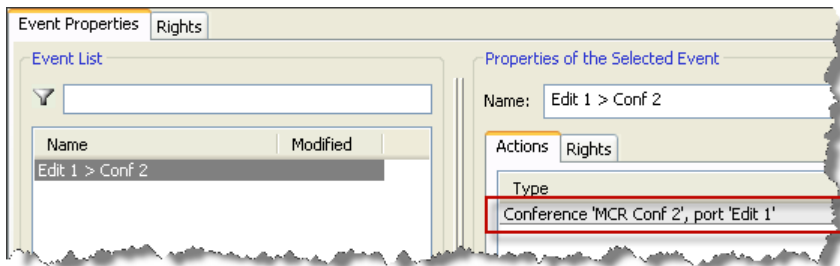 Event Properties Rights
Event List
Properties of the Selected Event
Name: Edit 1 > Conf 2
Name Modified
Edit 1 > Conf 2
Actions Rights
Type
Conference 'MCR Conf 2', port 'Edit 1'